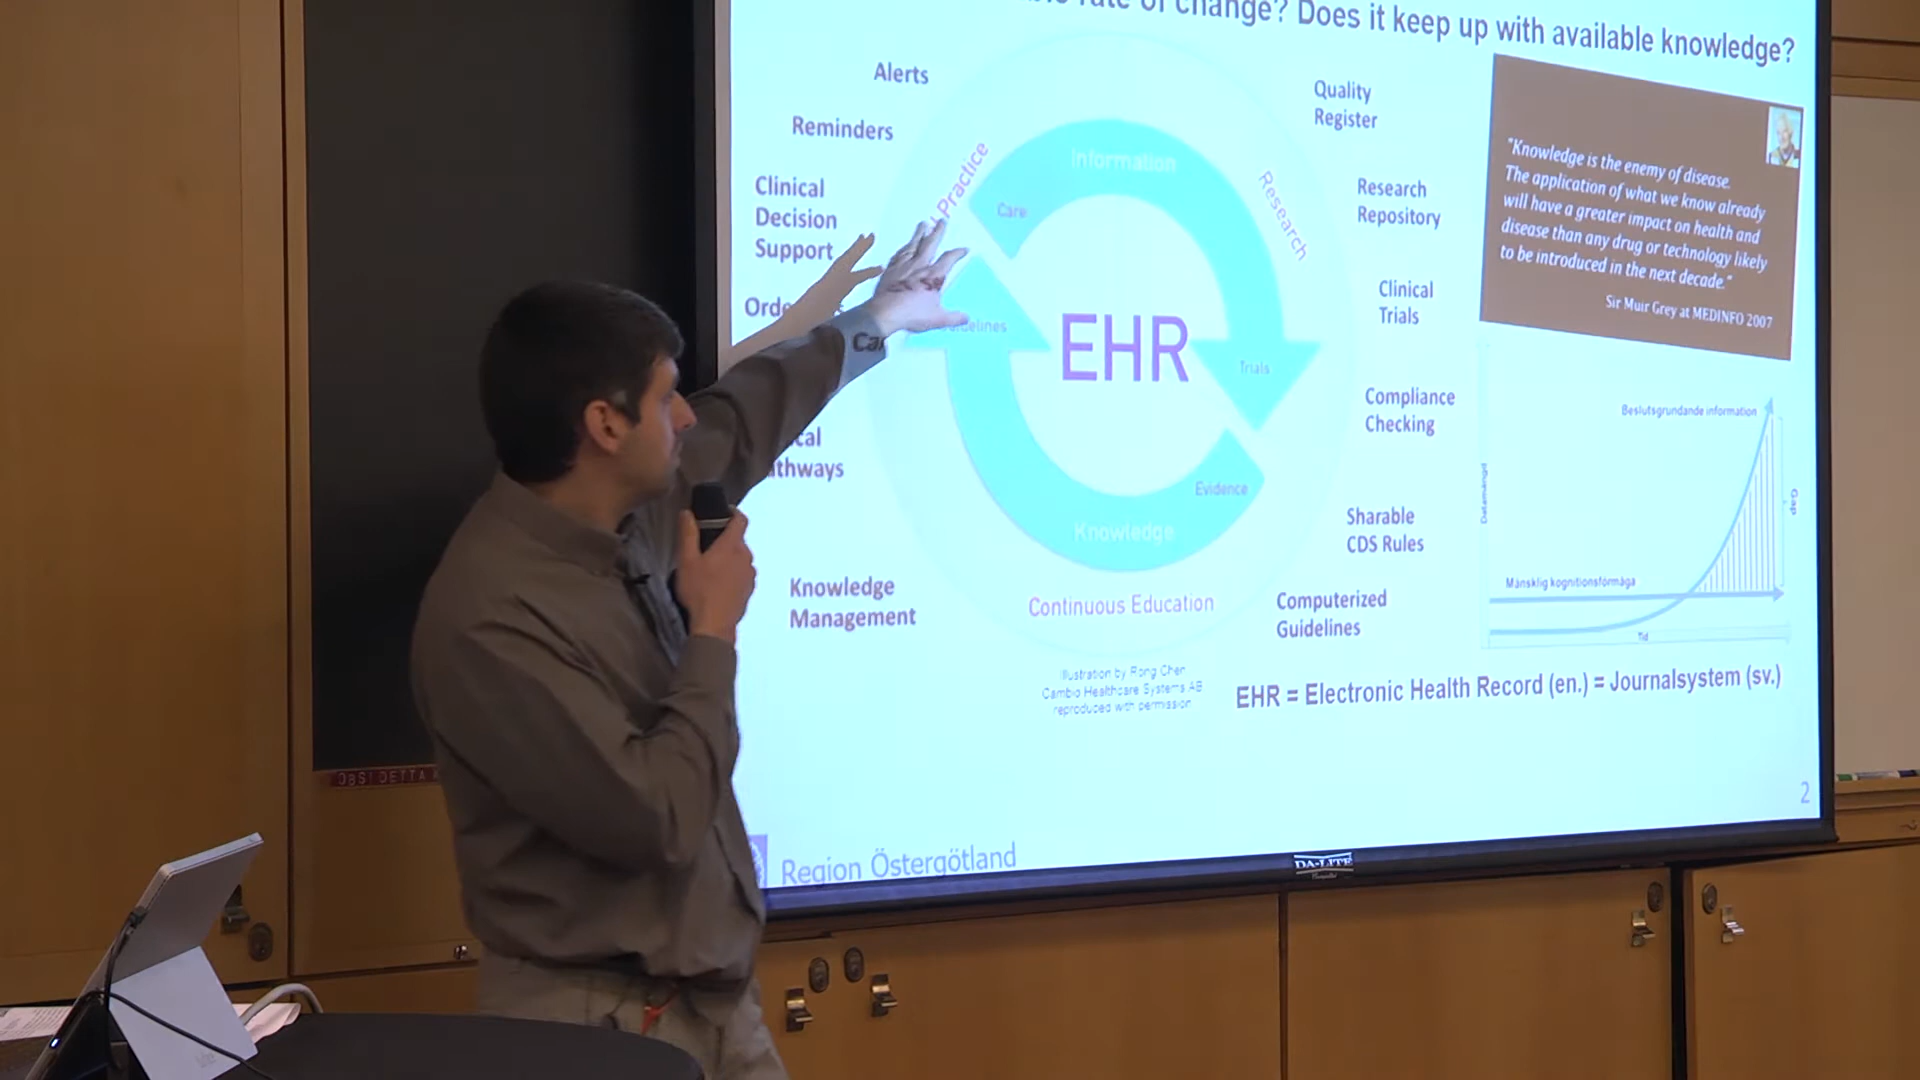 rate of change? Does it keep up with available knowledge?
Alerts
Reminders
Clinical
Decision
Support
Practice
Care
Information
Research
EHR
Trials
Evidence
Knowledge
Continuous Education
Knowledge
Management
Quality
Register
Research
Repository
Clinical
Trials
Compliance
Checking
Sharable
CDS Rules
Computerized
Guidelines
"Knowledge is the enemy of disease.
The application of what we know already
will have a greater impact on health and
disease than any drug or technology likely
to be introduced in the next decade."
Sir Muir Grey at MEDINFO 2007
Beslutsgrundande information
Datamängd
Gap
Mänsklig kognitionsförmåga
Tid
Illustration by Rong Chen
Cambio Healthcare Systems AB
reproduced with permission
EHR = Electronic Health Record (en.) = Journalsystem (sv.)
2
Region Östergötland
DA-LITE
OBS! DETTA